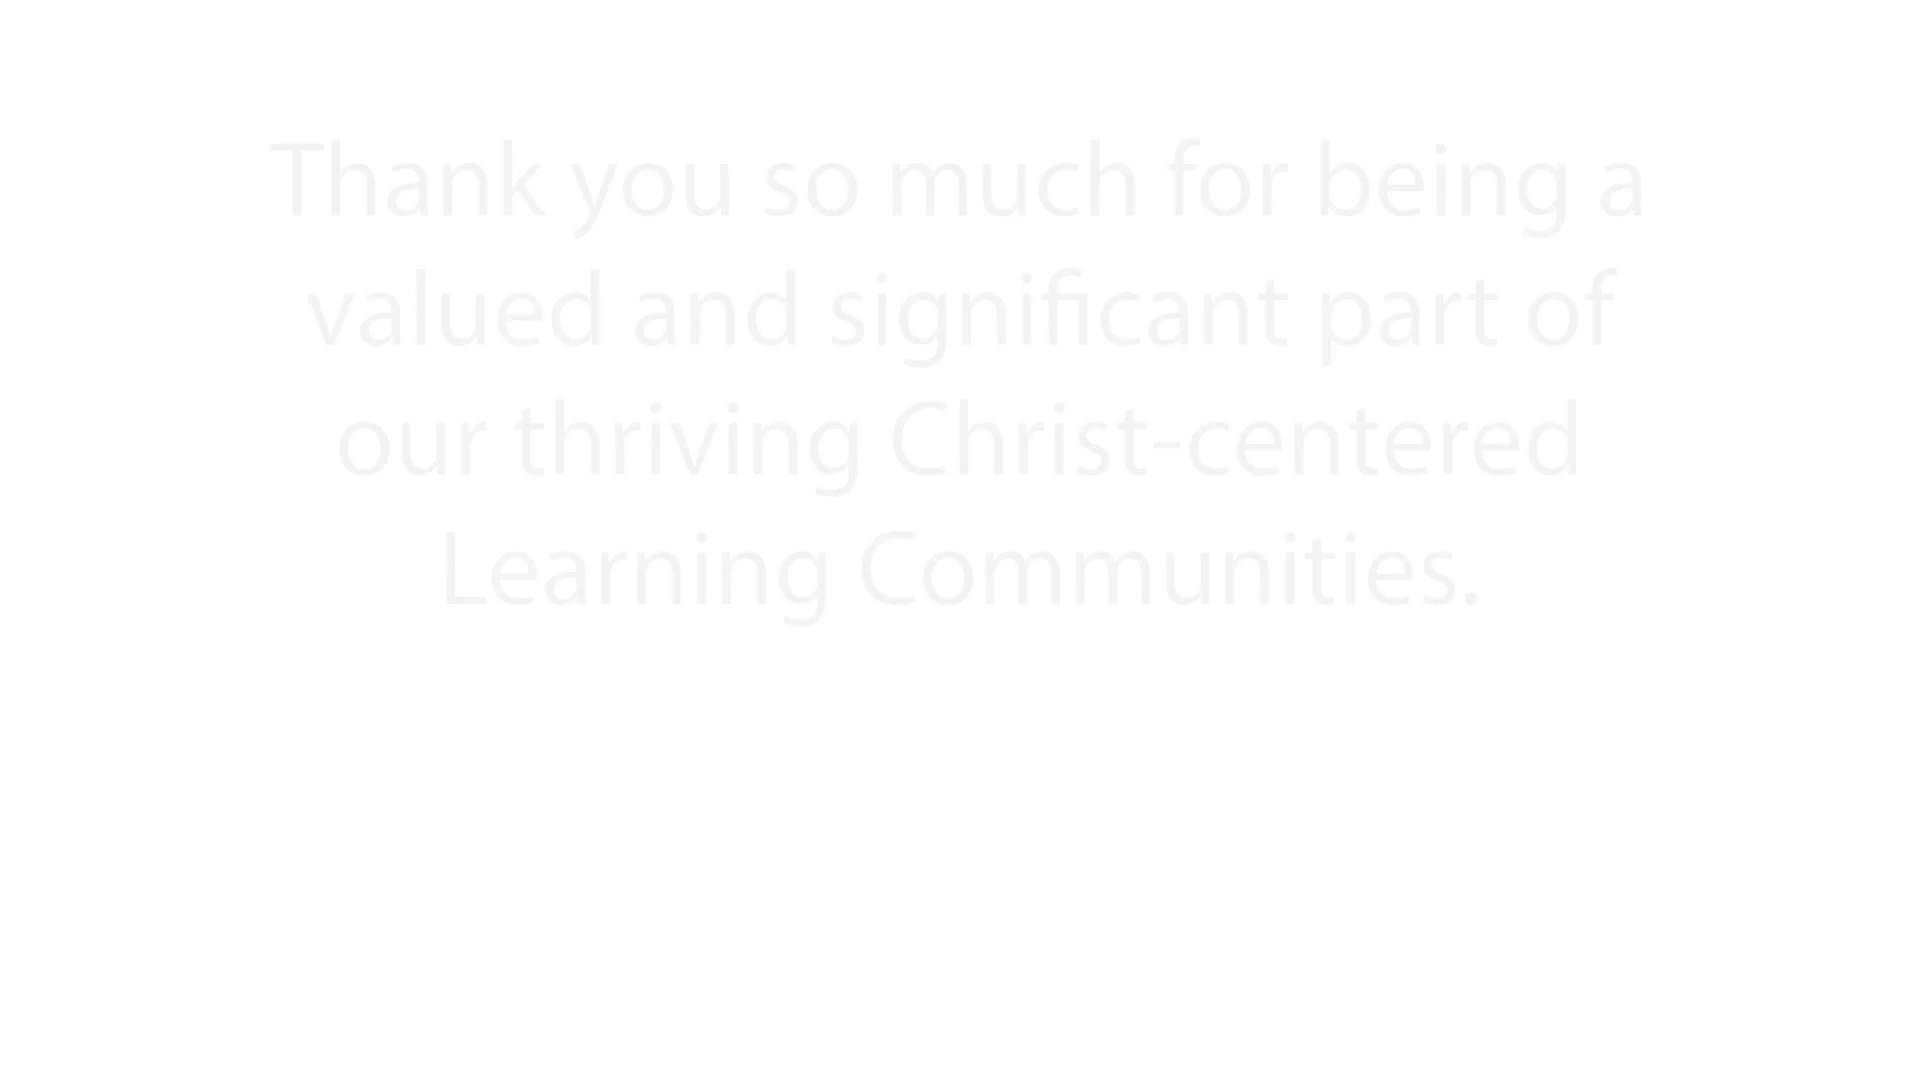 Thank you so much for being a
valued and significant part of
our thriving Christ-centered
Learning Communities.